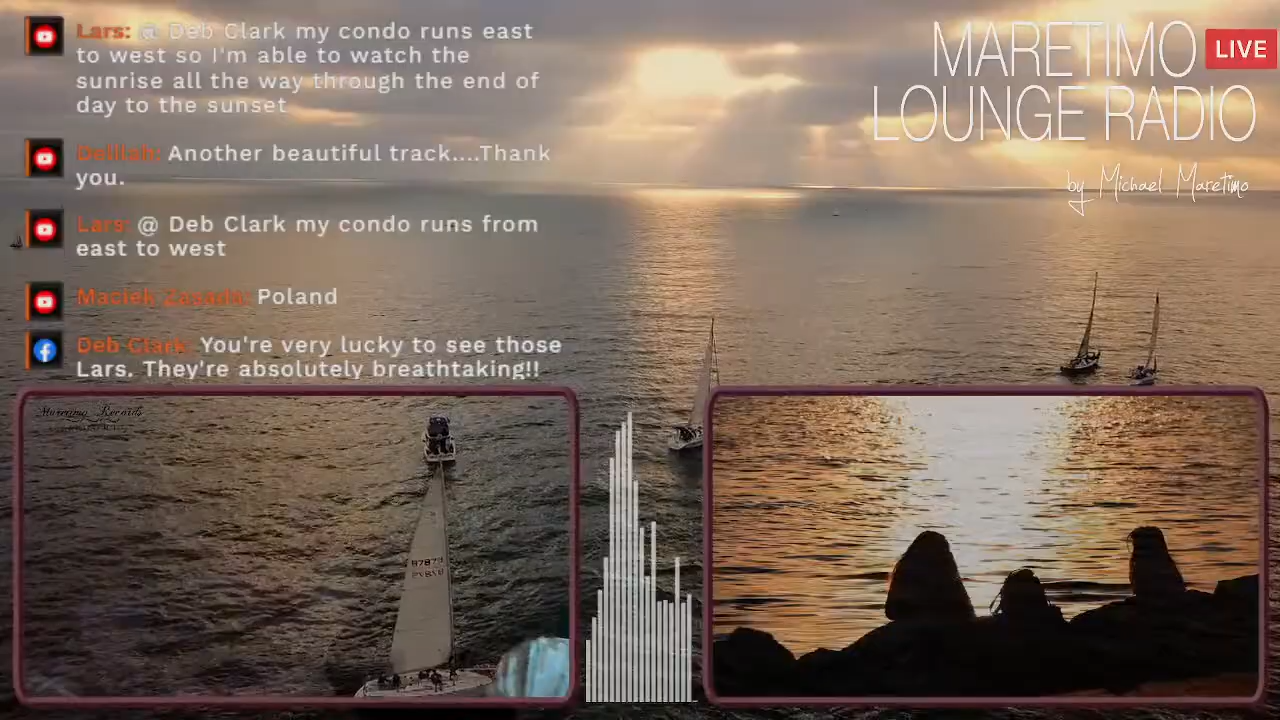 Lars: @ Deb Clark my condo runs east
to west so I'm able to watch the
sunrise all the way through the end of
day to the sunset
Delilah: Another beautiful track....Thank
you.
Lars: @ Deb Clark my condo runs from
east to west
Maciek Zasada: Poland
Deb Clark: You're very lucky to see those
Lars. They're absolutely breathtaking!!
MARETIMO
LIVE
LOUNGE RADIO
by Michael Maretimo
Maretimo Records